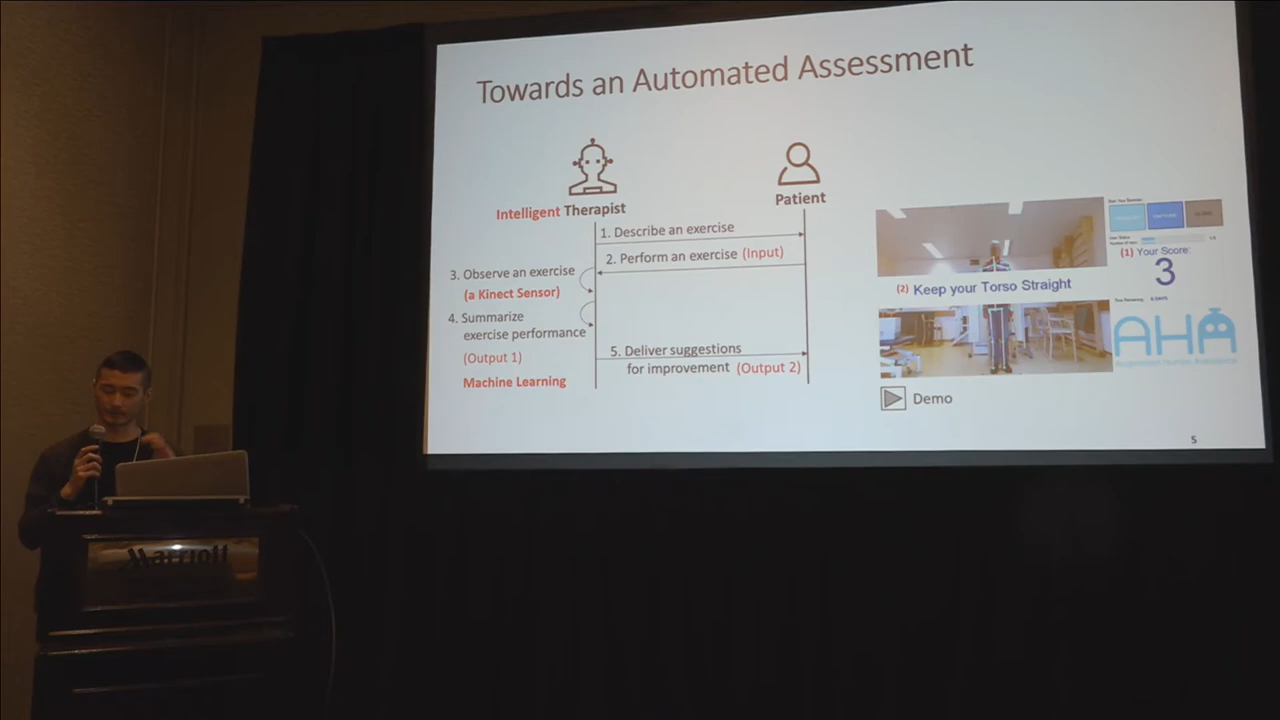 Towards an Automated Assessment
Intelligent Therapist
Patient
1. Describe an exercise
2. Perform an exercise (Input)
3. Observe an exercise
(a Kinect Sensor)
4. Summarize
exercise performance
(Output 1)
Machine Learning
5. Deliver suggestions
for improvement (Output 2)
(1) Your Score:
3
(2) Keep your Torso Straight
AHA
Demo
5
Marriott